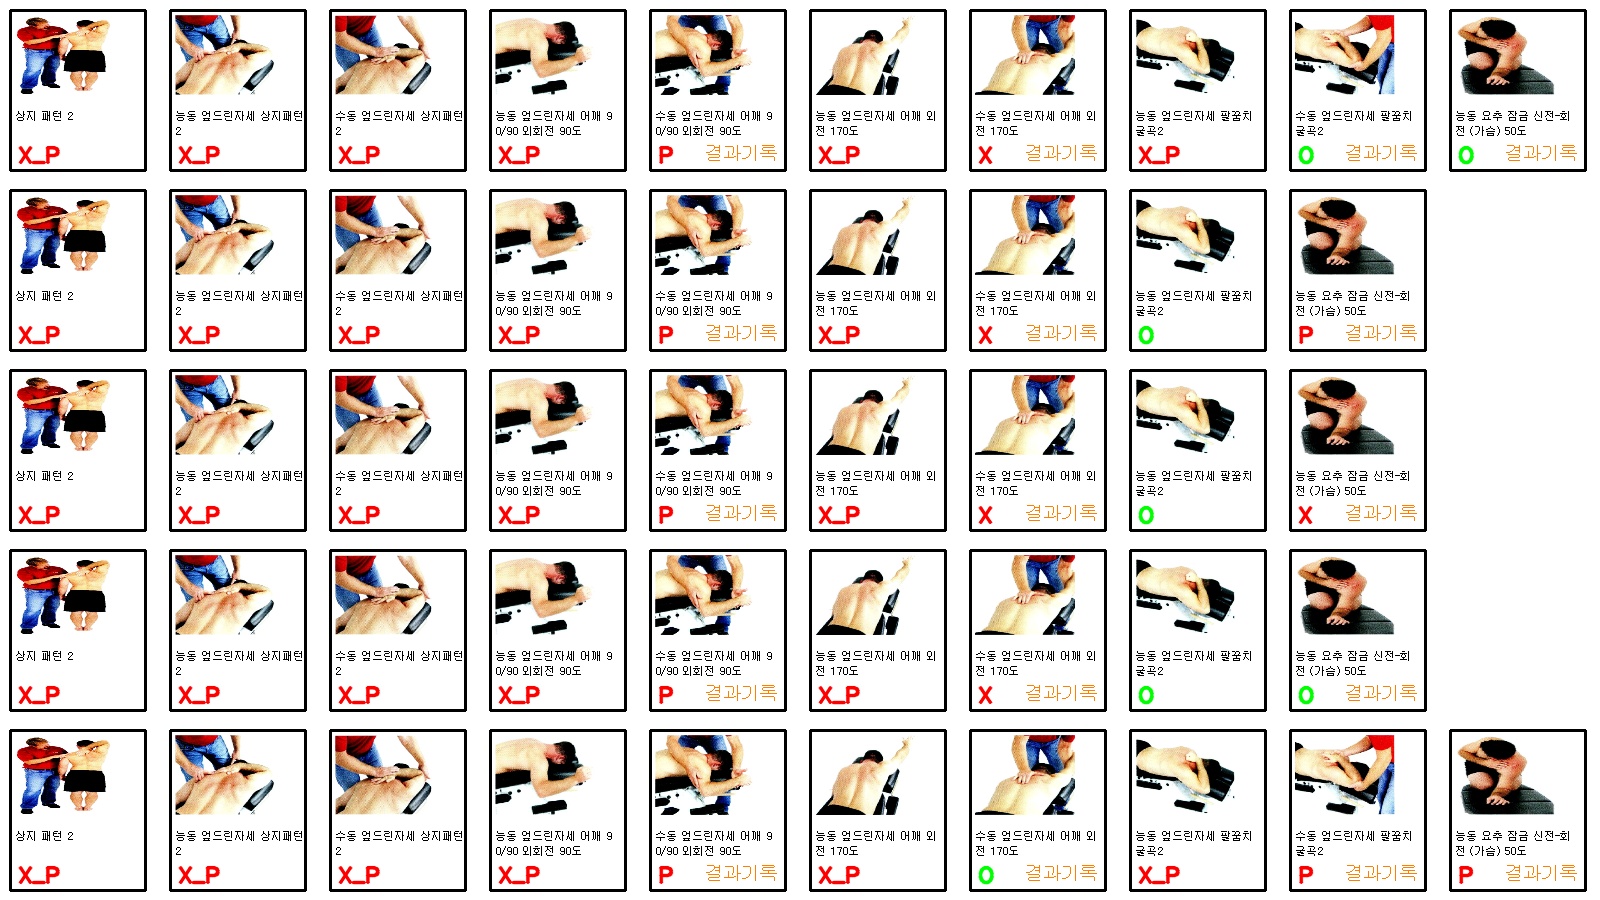 상지 패턴 2
X_P
능동 엎드린자세 상지패턴
2
X_P
수동 엎드린자세 상지패턴
2
X_P
능동 엎드린자세 어깨 9
0/90 외회전 90도
X_P
수동 엎드린자세 어깨 9
0/90 외회전 90도
P 결과기록
능동 엎드린자세 어깨 외
전 170도
X_P
수동 엎드린자세 어깨 외
전 170도
X 결과기록
능동 엎드린자세 팔꿈치
굴곡2
X_P
수동 엎드린자세 팔꿈치
굴곡2
O 결과기록
능동 요추 잠금 신전-회
전 (가슴) 50도
O 결과기록
상지 패턴 2
X_P
능동 엎드린자세 상지패턴
2
X_P
수동 엎드린자세 상지패턴
2
X_P
능동 엎드린자세 어깨 9
0/90 외회전 90도
X_P
수동 엎드린자세 어깨 9
0/90 외회전 90도
P 결과기록
능동 엎드린자세 어깨 외
전 170도
X_P
수동 엎드린자세 어깨 외
전 170도
X 결과기록
능동 엎드린자세 팔꿈치
굴곡2
O
능동 요추 잠금 신전-회
전 (가슴) 50도
P 결과기록
상지 패턴 2
X_P
능동 엎드린자세 상지패턴
2
X_P
수동 엎드린자세 상지패턴
2
X_P
능동 엎드린자세 어깨 9
0/90 외회전 90도
X_P
수동 엎드린자세 어깨 9
0/90 외회전 90도
P 결과기록
능동 엎드린자세 어깨 외
전 170도
X_P
수동 엎드린자세 어깨 외
전 170도
X 결과기록
능동 엎드린자세 팔꿈치
굴곡2
O
능동 요추 잠금 신전-회
전 (가슴) 50도
X 결과기록
상지 패턴 2
X_P
능동 엎드린자세 상지패턴
2
X_P
수동 엎드린자세 상지패턴
2
X_P
능동 엎드린자세 어깨 9
0/90 외회전 90도
X_P
수동 엎드린자세 어깨 9
0/90 외회전 90도
P 결과기록
능동 엎드린자세 어깨 외
전 170도
X_P
수동 엎드린자세 어깨 외
전 170도
X 결과기록
능동 엎드린자세 팔꿈치
굴곡2
O
능동 요추 잠금 신전-회
전 (가슴) 50도
O 결과기록
상지 패턴 2
X_P
능동 엎드린자세 상지패턴
2
X_P
수동 엎드린자세 상지패턴
2
X_P
능동 엎드린자세 어깨 9
0/90 외회전 90도
X_P
수동 엎드린자세 어깨 9
0/90 외회전 90도
P 결과기록
능동 엎드린자세 어깨 외
전 170도
X_P
수동 엎드린자세 어깨 외
전 170도
O 결과기록
능동 엎드린자세 팔꿈치
굴곡2
X_P
수동 엎드린자세 팔꿈치
굴곡2
P 결과기록
능동 요추 잠금 신전-회
전 (가슴) 50도
P 결과기록